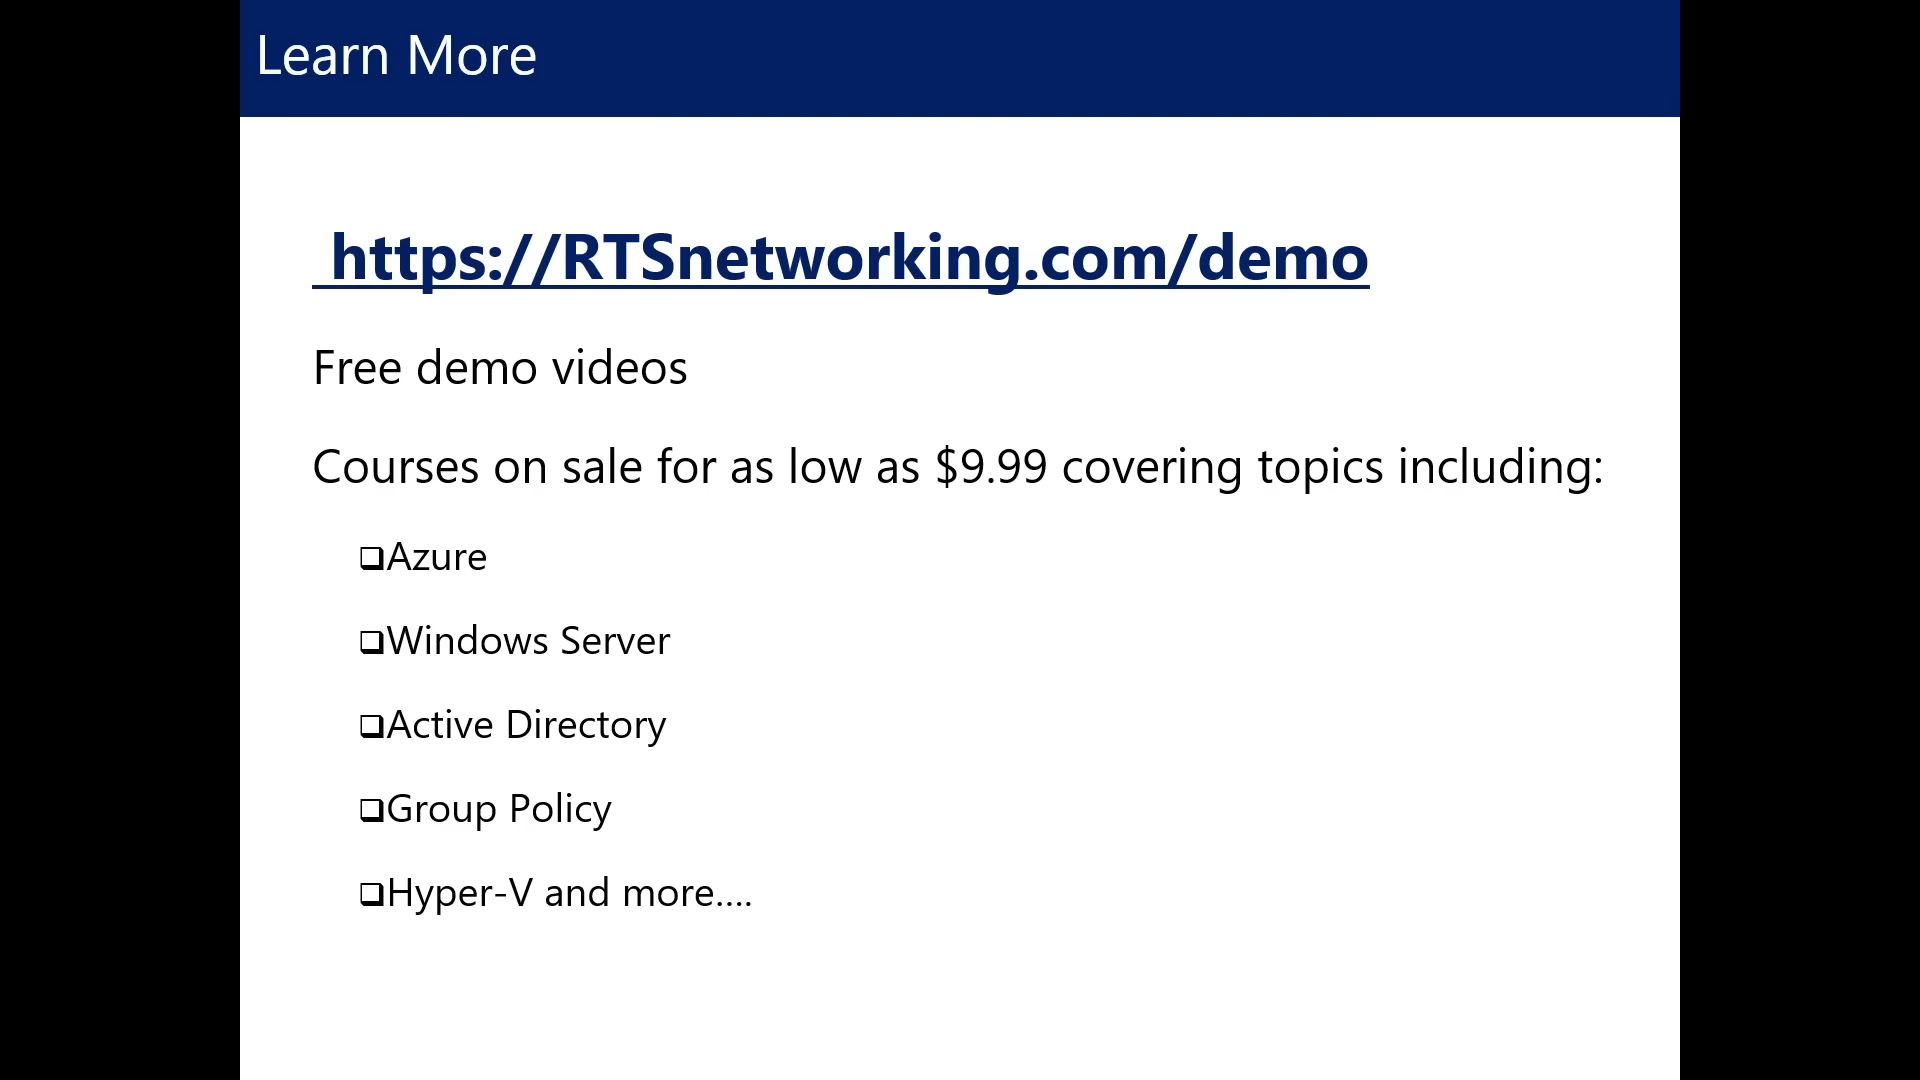 Learn More
https://RTSnetworking.com/demo
Free demo videos
Courses on sale for as low as $9.99 covering topics including:
❑Azure
❑Windows Server
❑Active Directory
❑Group Policy
❑Hyper-V and more....